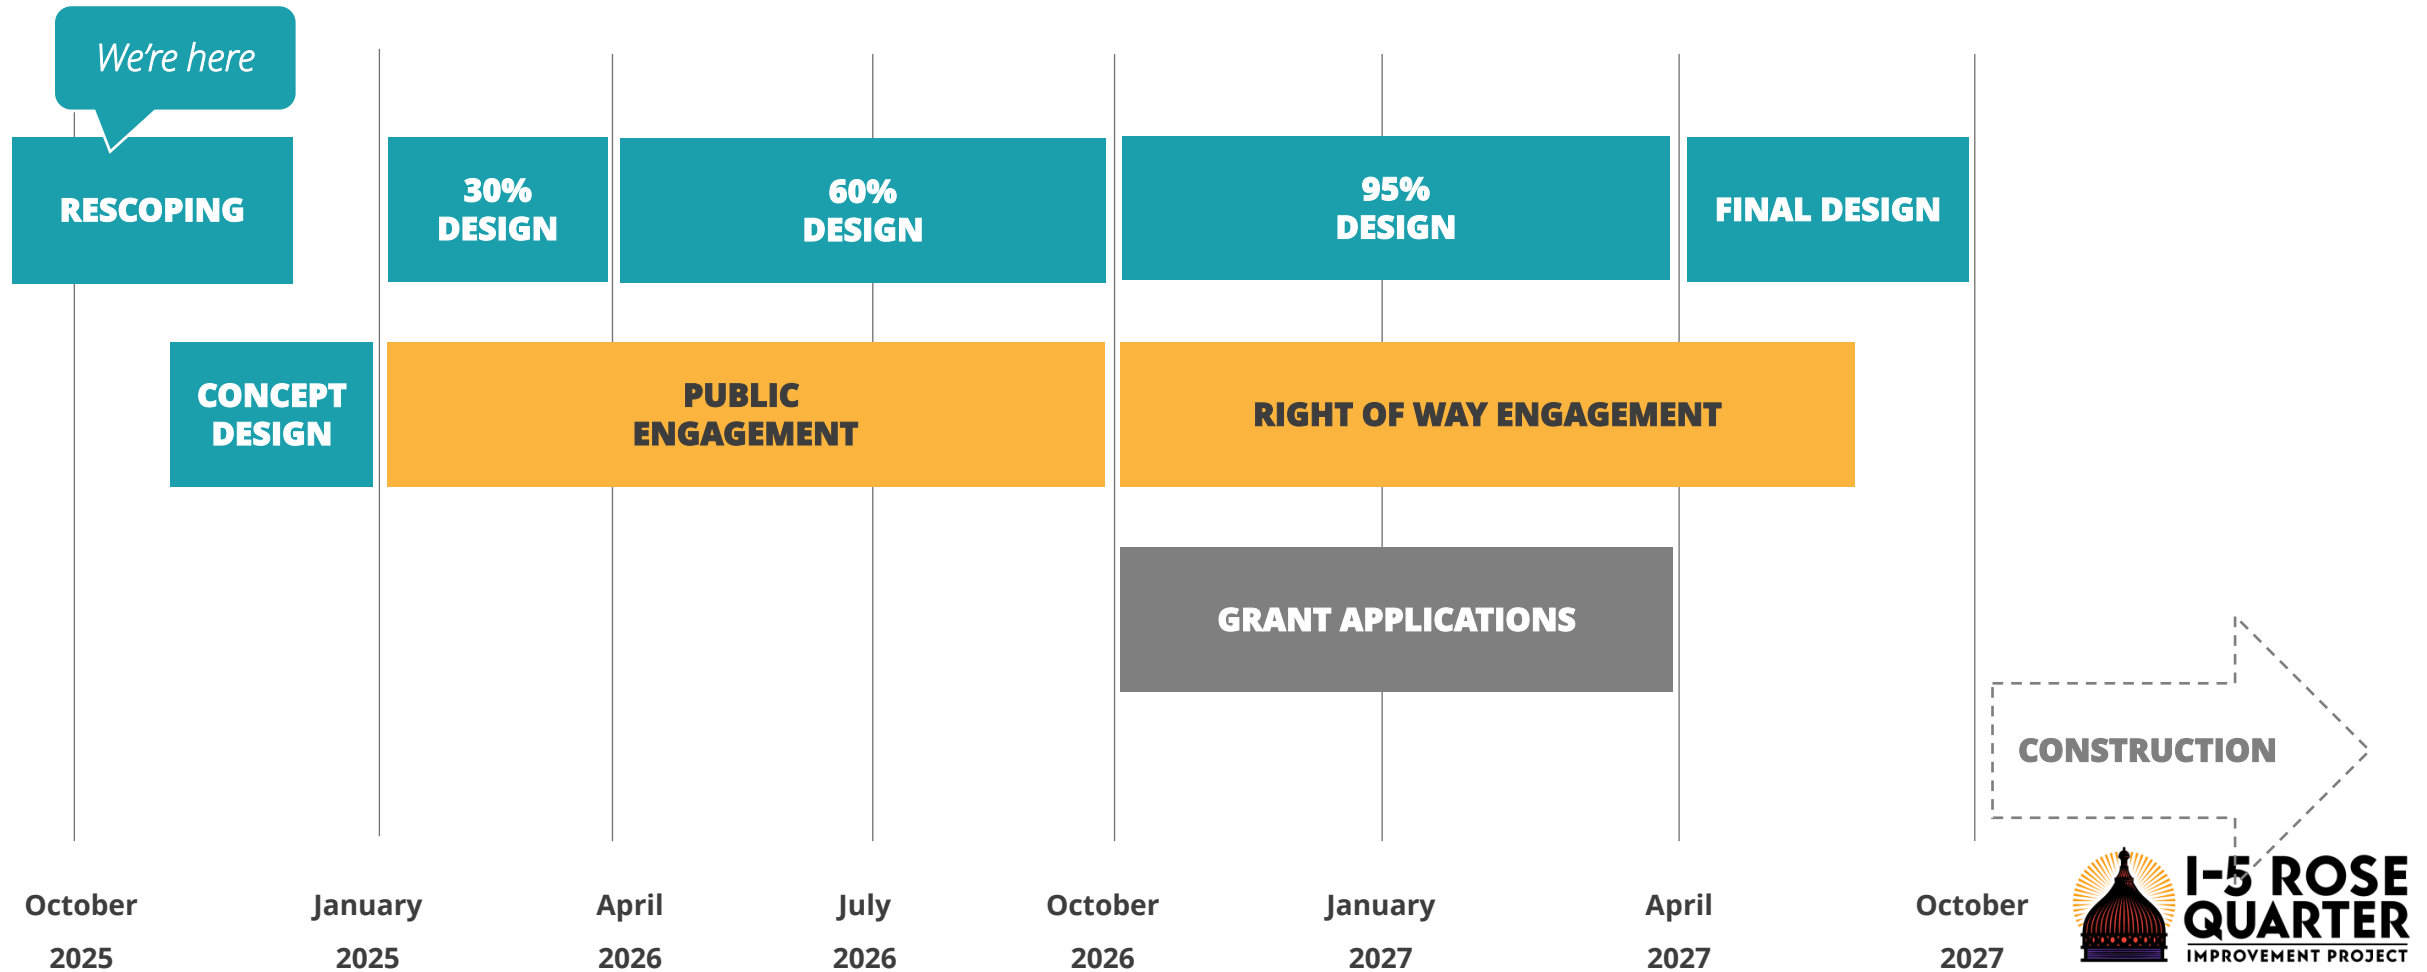 We're here
RESCOPING
30%
DESIGN
60%
DESIGN
95%
DESIGN
FINAL DESIGN
CONCEPT
DESIGN
PUBLIC
ENGAGEMENT
RIGHT OF WAY ENGAGEMENT
GRANT APPLICATIONS
CONSTRUCTION
October
2025
January
2025
April
2026
July
2026
October
2026
January
2027
April
2027
October
2027
I-5 ROSE
QUARTER
IMPROVEMENT PROJECT